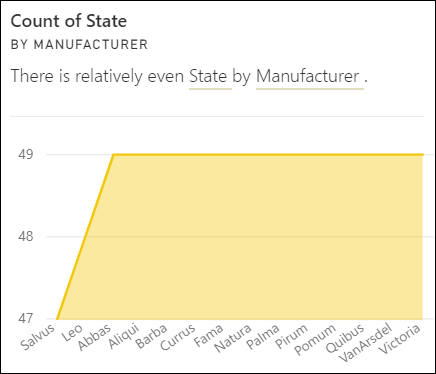 Count of State
BY MANUFACTURER
There is relatively even State by Manufacturer .
49
48
47
Salvus
Leo
Abbas
Aliqui
Barba
Currus
Fama
Natura
Palma
Pirum
Pomum
Quibus
VanArsdel
Victoria